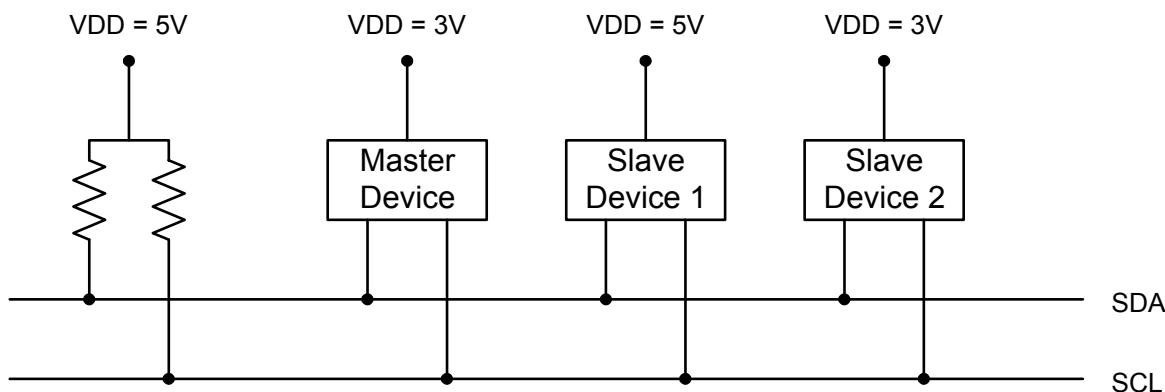 VDD = 5V
VDD = 3V
VDD = 5V
VDD = 3V
Master
Device
Slave
Device 1
Slave
Device 2
SDA
SCL